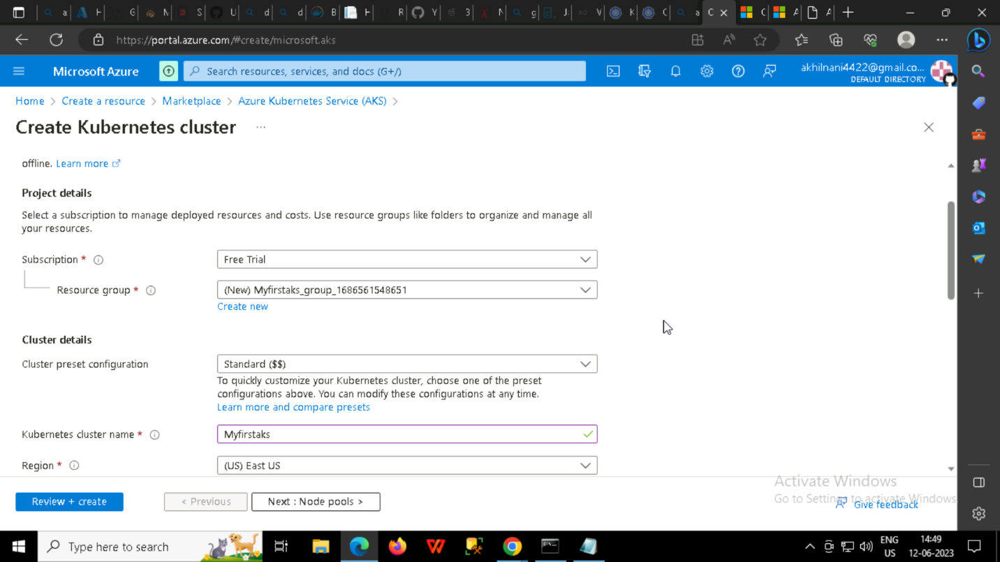 https://portal.azure.com/#create/microsoft.aks
Microsoft Azure
Search resources, services, and docs (G+/)
akhilnani4422@gmail.co...
DEFAULT DIRECTORY
Home > Create a resource > Marketplace > Azure Kubernetes Service (AKS) >
Create Kubernetes cluster ...
offline. Learn more
Project details
Select a subscription to manage deployed resources and costs. Use resource groups like folders to organize and manage all
your resources.
Subscription *
Free Trial
Resource group *
(New) Myfirstaks_group_1686561548651
Create new
Cluster details
Cluster preset configuration
Standard ($$)
To quickly customize your Kubernetes cluster, choose one of the preset
configurations above. You can modify these configurations at any time.
Learn more and compare presets
Kubernetes cluster name *
Myfirstaks
Region *
(US) East US
Activate Windows
Go to Settings to activate Windows.
Give feedback
Review + create
< Previous
Next : Node pools >
Type here to search
ENG
US
14:49
12-06-2023